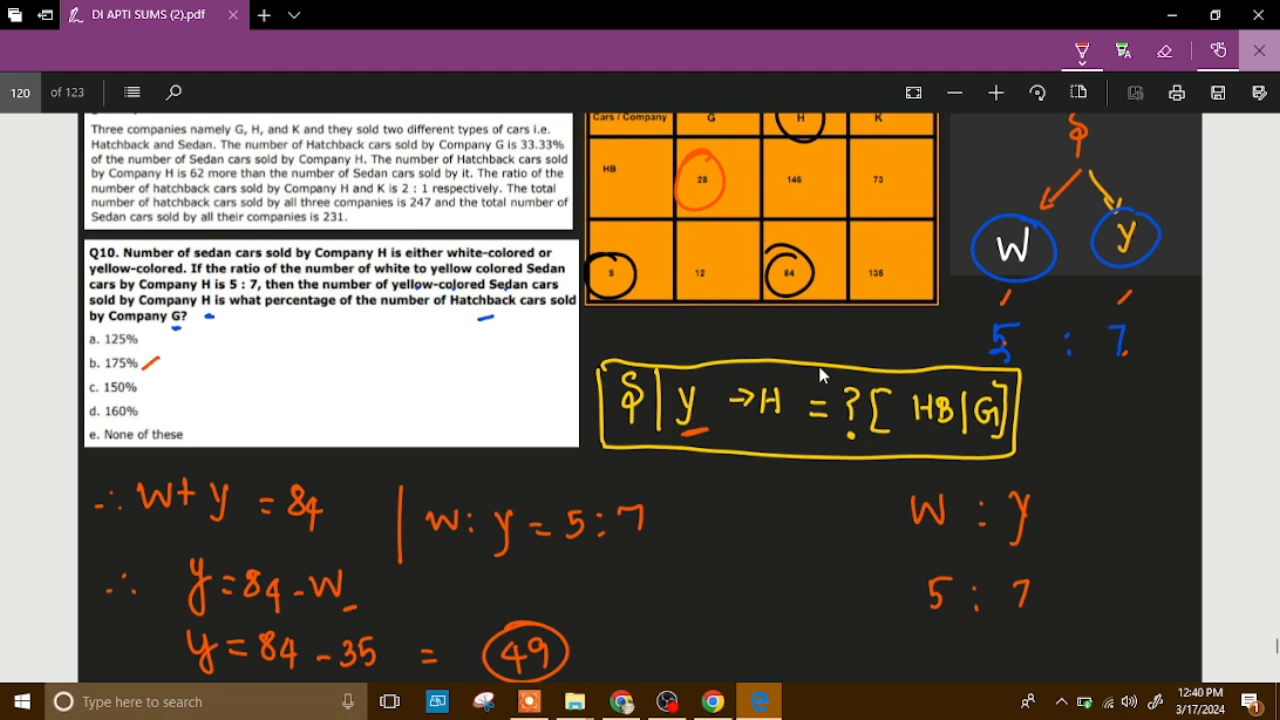 DI APTI SUMS (2).pdf
120 of 123
Three companies namely G, H, and K and they sold two different types of cars i.e.
Hatchback and Sedan. The number of Hatchback cars sold by Company G is 33.33%
of the number of Sedan cars sold by Company H. The number of Hatchback cars
sold by Company H is 62 more than the number of Sedan cars sold by it. The ratio of the
number of hatchback cars sold by Company H and K is 2 : 1 respectively. The total
number of hatchback cars sold by all three companies is 247 and the total number of
Sedan cars sold by all their companies is 231.
Q10. Number of sedan cars sold by Company H is either white-colored or
yellow-colored. If the ratio of the number of white to yellow colored Sedan
cars by Company H is 5 : 7, then the number of yellow-colored Sedan cars
sold by Company H is what percentage of the number of Hatchback cars sold
by Company G?
a. 125%
b. 175%
c. 150%
d. 160%
e. None of these
Cars / Company G H K
HB 28 146 73
S 12 84 135
S
W y
5 : 7
S | y → H = ? [ HB | G ]
∴ W + y = 84 | W : y = 5 : 7
∴ y = 84 - W
y = 84 - 35 = 49
W : y
5 : 7
Type here to search
12:40 PM
3/17/2024
1